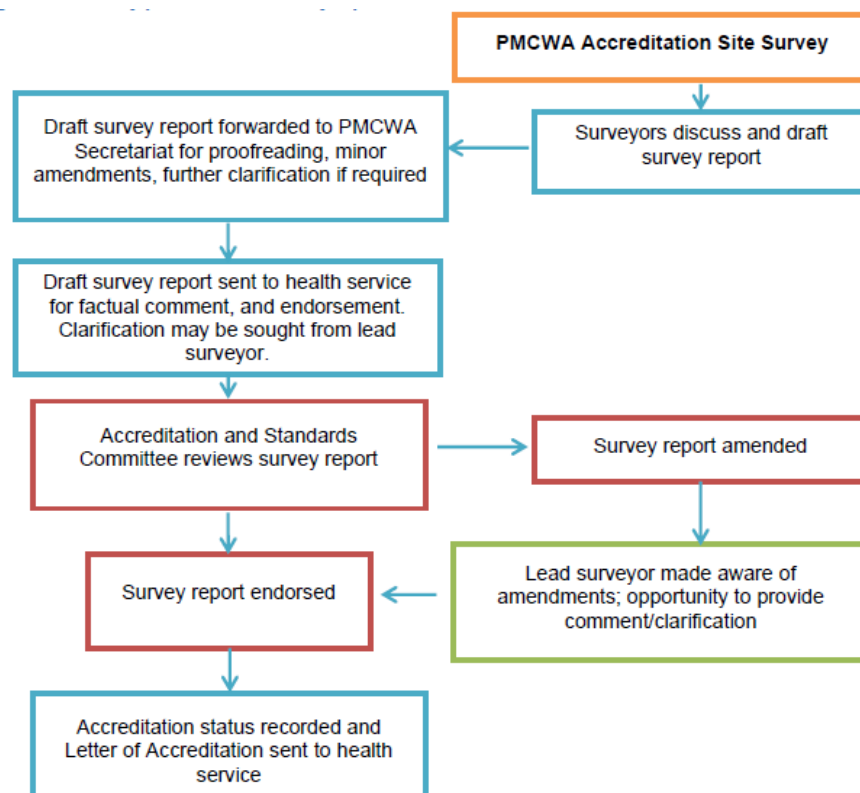 PMCWA Accreditation Site Survey
Surveyors discuss and draft
survey report
Draft survey report forwarded to PMCWA
Secretariat for proofreading, minor
amendments, further clarification if required
Draft survey report sent to health service
for factual comment, and endorsement.
Clarification may be sought from lead
surveyor.
Accreditation and Standards
Committee reviews survey report
Survey report amended
Lead surveyor made aware of
amendments; opportunity to provide
comment/clarification
Survey report endorsed
Accreditation status recorded and
Letter of Accreditation sent to health
service